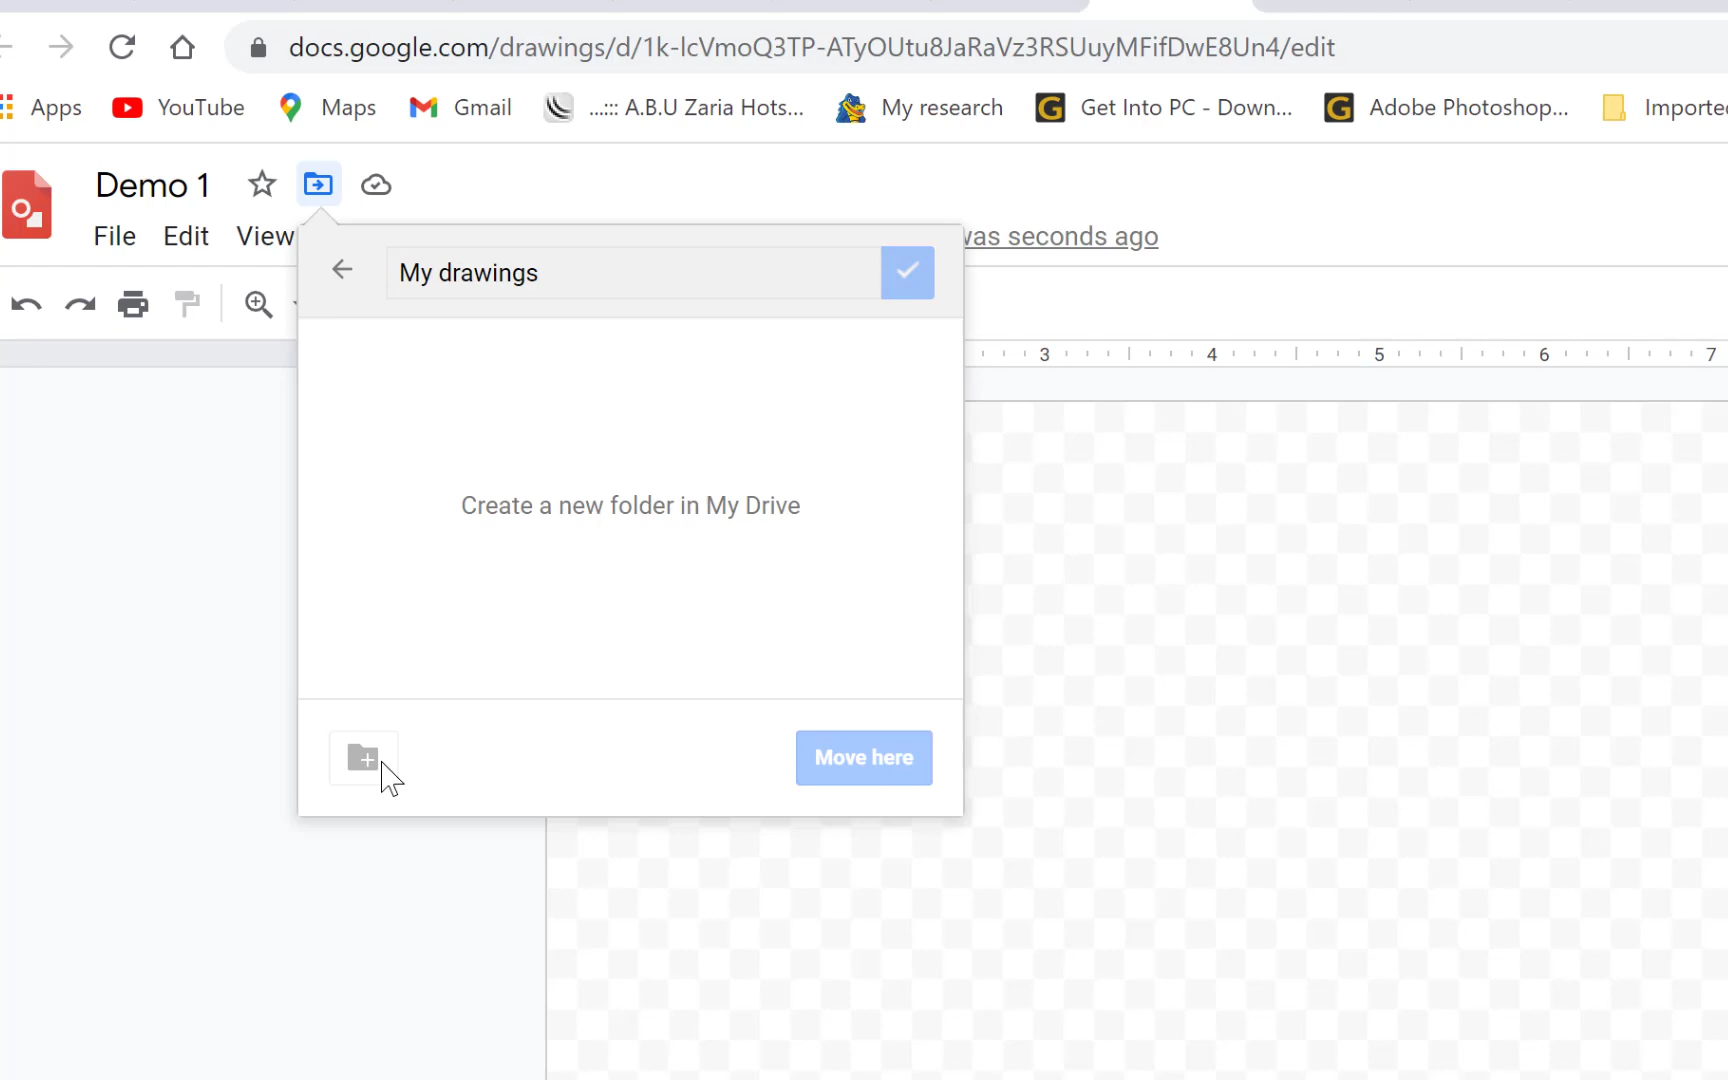 docs.google.com/drawings/d/1k-lcVmoQ3TP-ATyOUtu8JaRaVz3RSUuyMFifDwE8Un4/edit
Apps YouTube Maps Gmail ...::: A.B.U Zaria Hots... My research Get Into PC - Down... Adobe Photoshop... Imported
Demo 1
File Edit View was seconds ago
My drawings
3 4 5 6 7
Create a new folder in My Drive
Move here